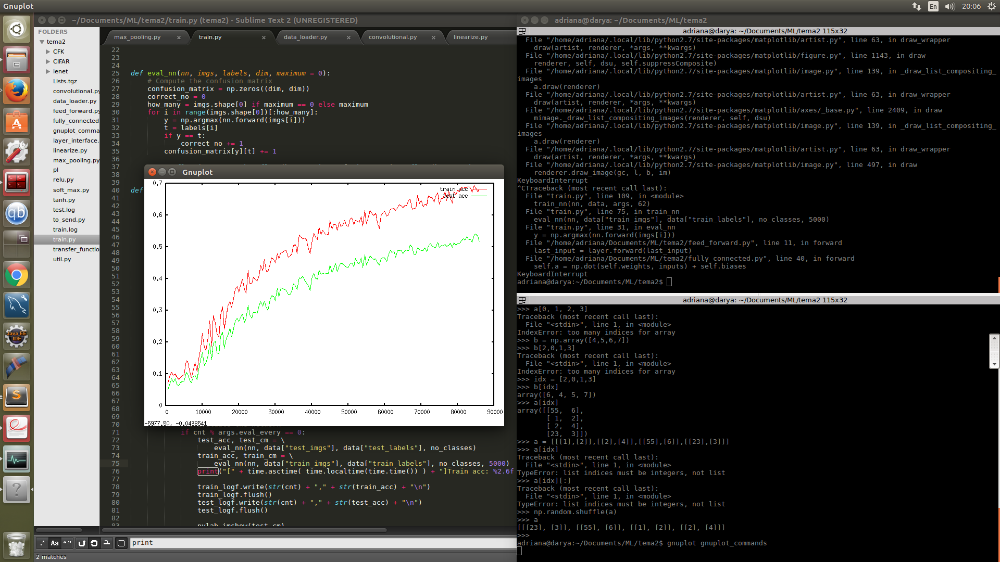 Gnuplot
En
20:06
~/Documents/ML/tema2/train.py (tema2) - Sublime Text 2 (UNREGISTERED)
FOLDERS
tema2
CFK
CIFAR
lenet
Lists.tgz
convolutional.py
data_loader.py
feed_forward.py
fully_connected
gnuplot_comma
layer_interface.
linearize.py
max_pooling.py
pl
relu.py
soft_max.py
tanh.py
test.log
to_send.py
train.log
train.py
transfer_functio
util.py
max_pooling.py × train.py × data_loader.py × convolutional.py × linearize.py
22
23
24
25 def eval_nn(nn, imgs, labels, dim, maximum = 0):
26 # Compute the confusion matrix
27 confusion_matrix = np.zeros((dim, dim))
28 correct_no = 0
29 how_many = imgs.shape[0] if maximum == 0 else maximum
30 for i in range(imgs.shape[0])[:how_many]:
31 y = np.argmax(nn.forward(imgs[i]))
32 t = labels[i]
33 if y == t:
34 correct_no += 1
35 confusion_matrix[y][t] += 1
36
37
38
39
40 def
41
42
43
44
45
46
47
48
49
50
51
52
53
54
55
56
57
58
59
60
61
62
63
64
65
66
67
68
69
70
71 if cnt % args.eval_every == 0:
72 test_acc, test_cm = \
73 eval_nn(nn, data["test_imgs"], data["test_labels"], no_classes)
74 train_acc, train_cm = \
75 eval_nn(nn, data["train_imgs"], data["train_labels"], no_classes, 5000)
76 print("[" + time.asctime( time.localtime(time.time()) ) + "]Train acc: %2.6f
77
78 train_logf.write(str(cnt) + "," + str(train_acc) + "\n")
79 train_logf.flush()
80 test_logf.write(str(cnt) + "," + str(test_acc) + "\n")
81 test_logf.flush()
82
83 pylab.imshow(test_cm)
Gnuplot
train acc
test acc
0.7
0.6
0.5
0.4
0.3
0.2
0.1
0
0 10000 20000 30000 40000 50000 60000 70000 80000 90000
-5977.50, -0.0438541
.* Aa “”
print
2 matches
adriana@darya: ~/Documents/ML/tema2
adriana@darya: ~/Documents/ML/tema2 115x32
File "/home/adriana/.local/lib/python2.7/site-packages/matplotlib/artist.py", line 63, in draw_wrapper
draw(artist, renderer, *args, **kwargs)
File "/home/adriana/.local/lib/python2.7/site-packages/matplotlib/figure.py", line 1143, in draw
renderer, self, dsu, self.suppressComposite)
File "/home/adriana/.local/lib/python2.7/site-packages/matplotlib/image.py", line 139, in _draw_list_compositing_
images
a.draw(renderer)
File "/home/adriana/.local/lib/python2.7/site-packages/matplotlib/artist.py", line 63, in draw_wrapper
draw(artist, renderer, *args, **kwargs)
File "/home/adriana/.local/lib/python2.7/site-packages/matplotlib/axes/_base.py", line 2409, in draw
mimage._draw_list_compositing_images(renderer, self, dsu)
File "/home/adriana/.local/lib/python2.7/site-packages/matplotlib/image.py", line 139, in _draw_list_compositing_
images
a.draw(renderer)
File "/home/adriana/.local/lib/python2.7/site-packages/matplotlib/artist.py", line 63, in draw_wrapper
draw(artist, renderer, *args, **kwargs)
File "/home/adriana/.local/lib/python2.7/site-packages/matplotlib/image.py", line 497, in draw
renderer.draw_image(gc, l, b, im)
KeyboardInterrupt
^CTraceback (most recent call last):
File "train.py", line 109, in <module>
train_nn(nn, data, args, 62)
File "train.py", line 75, in train_nn
eval_nn(nn, data["train_imgs"], data["train_labels"], no_classes, 5000)
File "train.py", line 31, in eval_nn
y = np.argmax(nn.forward(imgs[i]))
File "/home/adriana/Documents/ML/tema2/feed_forward.py", line 11, in forward
last_input = layer.forward(last_input)
File "/home/adriana/Documents/ML/tema2/fully_connected.py", line 40, in forward
self.a = np.dot(self.weights, inputs) + self.biases
KeyboardInterrupt
adriana@darya:~/Documents/ML/tema2$
adriana@darya: ~/Documents/ML/tema2 115x32
>>> a[0, 1, 2, 3]
Traceback (most recent call last):
File "<stdin>", line 1, in <module>
IndexError: too many indices for array
>>> b = np.array([4,5,6,7])
>>> b[2,0,1,3]
Traceback (most recent call last):
File "<stdin>", line 1, in <module>
IndexError: too many indices for array
>>> idx = [2,0,1,3]
>>> b[idx]
array([6, 4, 5, 7])
>>> a[idx]
array([[55, 6],
[ 1, 2],
[ 2, 4],
[23, 3]])
>>> a = [[[1],[2]],[[2],[4]],[[55],[6]],[[23],[3]]]
>>> a[idx]
Traceback (most recent call last):
File "<stdin>", line 1, in <module>
TypeError: list indices must be integers, not list
>>> a[idx][:]
Traceback (most recent call last):
File "<stdin>", line 1, in <module>
TypeError: list indices must be integers, not list
>>> np.random.shuffle(a)
>>> a
[[[23], [3]], [[55], [6]], [[1], [2]], [[2], [4]]]
>>>
adriana@darya:~/Documents/ML/tema2$ gnuplot gnuplot_commands
qb
Java EE
IDE